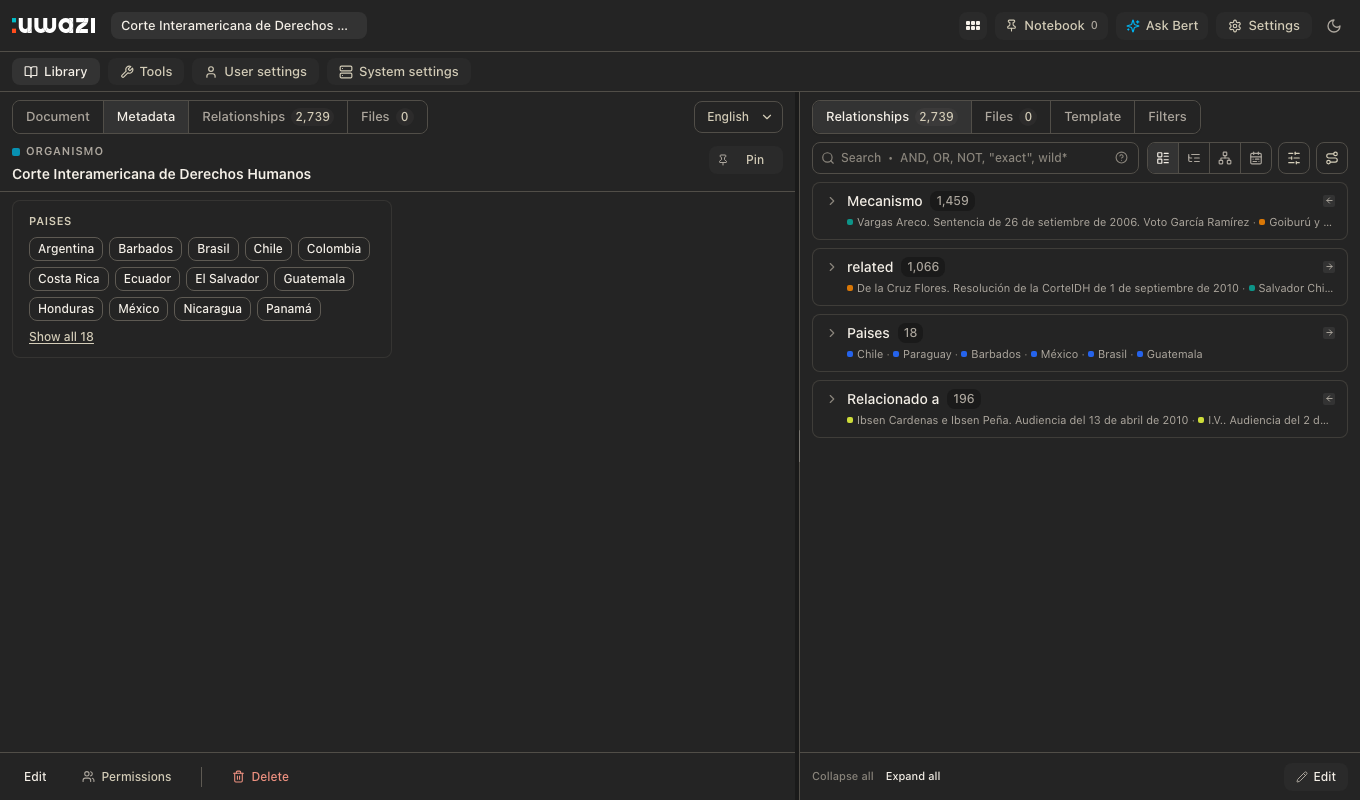 uwazi
Corte Interamericana de Derechos Humanos ...
Notebook 0
Ask Bert
Settings
Library
Tools
User settings
System settings
Document
Metadata
Relationships 2,739
Files 0
English
ORGANISMO
Corte Interamericana de Derechos Humanos
Pin
PAISES
Argentina Barbados Brasil Chile Colombia
Costa Rica Ecuador El Salvador Guatemala
Honduras México Nicaragua Panamá
Show all 18
Edit
Permissions
Delete
Relationships 2,739
Files 0
Template
Filters
Search • AND, OR, NOT, "exact", wild*
Mecanismo 1,459
Vargas Areco. Sentencia de 26 de setiembre de 2006. Voto García Ramírez · Goiburú y ...
related 1,066
De la Cruz Flores. Resolución de la CorteIDH de 1 de septiembre de 2010 · Salvador Chi...
Paises 18
Chile · Paraguay · Barbados · México · Brasil · Guatemala
Relacionado a 196
Ibsen Cardenas e Ibsen Peña. Audiencia del 13 de abril de 2010 · I.V.. Audiencia del 2 d...
Collapse all
Expand all
Edit